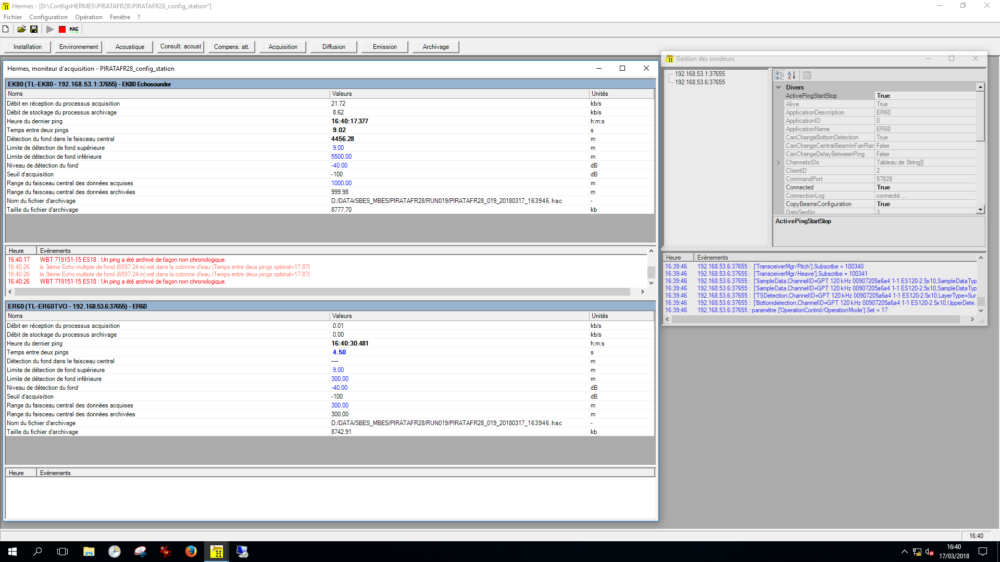 Hermes - [D:\ConfigsHERMES\PIRATAFR28\PIRATAFR28_config_station*]
Fichier Configuration Opération Fenêtre ?
HAC
Installation Environnement Acoustique Consult. acoust Compens. att. Acquisition Diffusion Emission Archivage
Hermes, moniteur d'acquisition - PIRATAFR28_config_station
EK80 (TL-EK80 - 192.168.53.1:37655) - EK80 Echosounder
Noms Valeurs Unités
Débit en réception du processus acquisition 21.72 kb/s
Débit de stockage du processus archivage 8.62 kb/s
Heure du dernier ping 16:40:17.377 h:m:s
Temps entre deux pings 9.02 s
Détection du fond dans le faisceau central 4456.28 m
Limite de détection de fond supérieure 9.00 m
Limite de détection de fond inférieure 5500.00 m
Niveau de détection du fond -40.00 dB
Seuil d'acquisition -100 dB
Range du faisceau central des données acquises 1000.00 m
Range du faisceau central des données archivées 999.98 m
Nom du fichier d'archivage D:/DATA/SBES_MBES/PIRATAFR28/RUN019/PIRATAFR28_019_20180317_163946.hac -
Taille du fichier d'archivage 8777.70 kb
Heure Evènements
16:40:17 WBT 719151-15 ES18 : Un ping a été archivé de façon non chronologique.
16:40:26 le 3ième Echo multiple de fond (6597.24 m) est dans la colonne d'eau (Temps entre deux pings optimal=17.87)
16:40:26 le 3ième Echo multiple de fond (6597.24 m) est dans la colonne d'eau (Temps entre deux pings optimal=17.87)
16:40:26 WBT 719151-15 ES18 : Un ping a été archivé de façon non chronologique.
ER60 (TL-ER60TVO - 192.168.53.6:37655) - ER60
Noms Valeurs Unités
Débit en réception du processus acquisition 0.01 kb/s
Débit de stockage du processus archivage 0.00 kb/s
Heure du dernier ping 16:40:30.481 h:m:s
Temps entre deux pings 4.50 s
Détection du fond dans le faisceau central --- m
Limite de détection de fond supérieure 9.00 m
Limite de détection de fond inférieure 300.00 m
Niveau de détection du fond -40.00 dB
Seuil d'acquisition -100 dB
Range du faisceau central des données acquises 300.00 m
Range du faisceau central des données archivées 300.00 m
Nom du fichier d'archivage D:/DATA/SBES_MBES/PIRATAFR28/RUN019/PIRATAFR28_019_20180317_163946.hac -
Taille du fichier d'archivage 8742.91 kb
Heure Evènements
Gestion des sondeurs
192.168.53.1:37655
192.168.53.6:37655
Divers
ActivePingStartStop True
Alive True
ApplicationDescription ER60
ApplicationID 0
ApplicationName ER60
CanChangeBottomDetection True
CanChangeCentralBeamInFanRan False
CanChangeDelayBetweenPing False
ChannelsIDs Tableau de String[]
ClientID 2
CommandPort 57828
Connected True
ConnectionLog connecté ...
CopyBeamsConfiguration True
DataSeqNo 3
ActivePingStartStop
Heure Evènements
16:39:46 192.168.53.6:37655 : ['TransceiverMgr/Pitch'].Subscribe = 100340
16:39:46 192.168.53.6:37655 : ['TransceiverMgr/Heave'].Subscribe = 100341
16:39:46 192.168.53.6:37655 : ['SampleData,ChannelID=GPT 120 kHz 00907205a6a4 1-1 ES120-2.5x10,SampleDataTyp
16:39:46 192.168.53.6:37655 : ['SampleData,ChannelID=GPT 120 kHz 00907205a6a4 1-1 ES120-2.5x10,SampleDataTyp
16:39:46 192.168.53.6:37655 : ['TSDetection,ChannelID=GPT 120 kHz 00907205a6a4 1-1 ES120-2.5x10,LayerType=Sur
16:39:46 192.168.53.6:37655 : ['Bottomdetection,ChannelID=GPT 120 kHz 00907205a6a4 1-1 ES120-2.5x10,UpperDete.
16:39:46 192.168.53.6:37655 : paramètre ['OperationControl/OperationMode'].Set = 17
16:40
16:40
17/03/2018